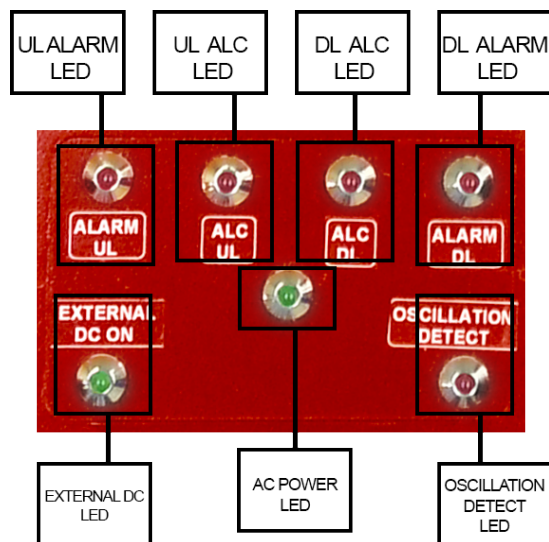 UL ALARM
LED
UL ALC
LED
DL ALC
LED
DL ALARM
LED
ALARM
UL
ALC
UL
ALC
DL
ALARM
DL
EXTERNAL
DC ON
OSCILLATION
DETECT
EXTERNAL DC
LED
AC POWER
LED
OSCILLATION
DETECT
LED